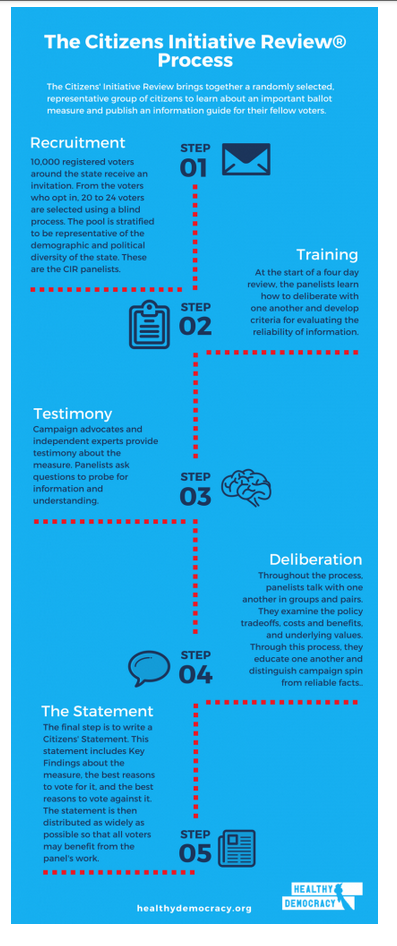 The Citizens Initiative Review®
Process
The Citizens' Initiative Review brings together a randomly selected,
representative group of citizens to learn about an important ballot
measure and publish an information guide for their fellow voters.
Recruitment
10,000 registered voters
around the state receive an
invitation. From the voters
who opt in, 20 to 24 voters
are selected using a blind
process. The pool is stratified
to be representative of the
demographic and political
diversity of the state. These
are the CIR panelists.
STEP
01
Training
At the start of a four day
review, the panelists learn
how to deliberate with
one another and develop
criteria for evaluating the
reliability of information.
STEP
02
Testimony
Campaign advocates and
independent experts provide
testimony about the
measure. Panelists ask
questions to probe for
information and
understanding.
STEP
03
Deliberation
Throughout the process,
panelists talk with one
another in groups and pairs.
They examine the policy
tradeoffs, costs and benefits,
and underlying values.
Through this process, they
educate one another and
distinguish campaign spin
from reliable facts..
STEP
04
The Statement
The final step is to write a
Citizens' Statement. This
statement includes Key
Findings about the
measure, the best reasons
to vote for it, and the best
reasons to vote against it.
The statement is then
distributed as widely as
possible so that all voters
may benefit from the
panel's work.
STEP
05
healthydemocracy.org
HEALTHY
DEMOCRACY